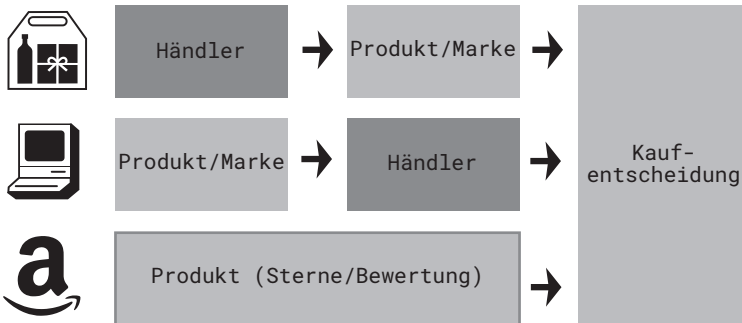 Händler
Produkt/Marke
Produkt/Marke
Händler
Kauf-
entscheidung
a
Produkt (Sterne/Bewertung)